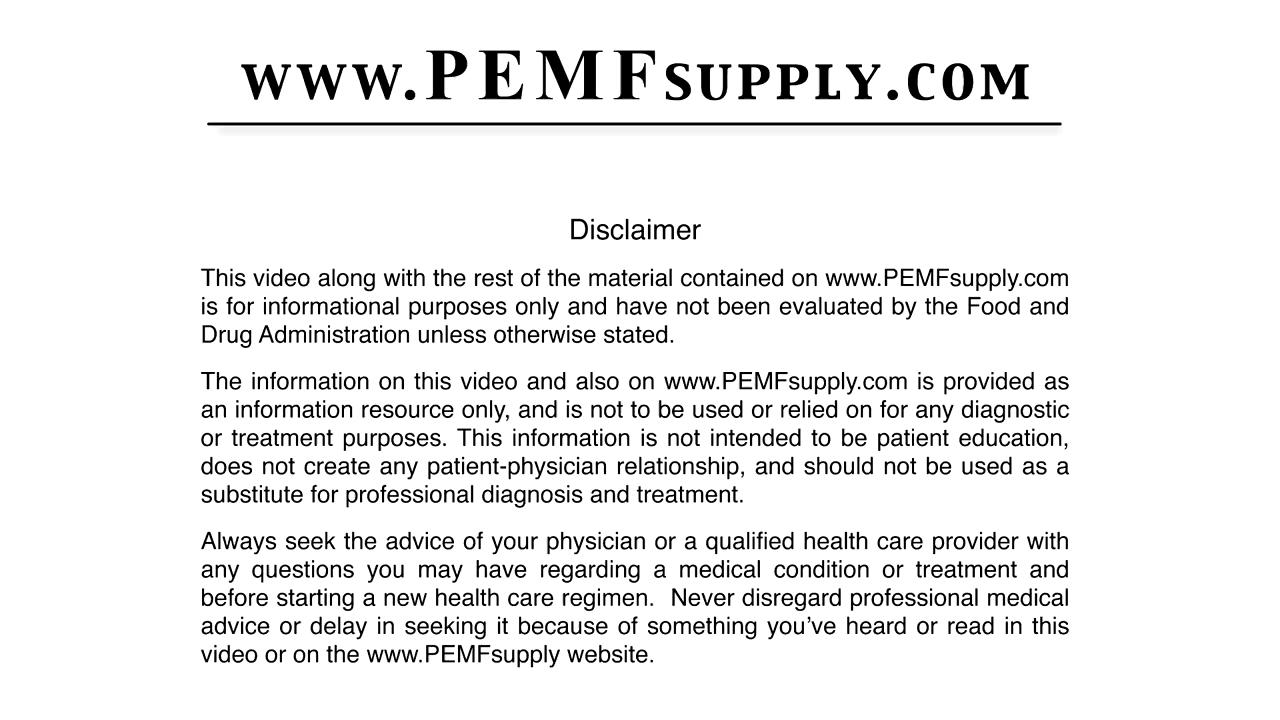 www.PEMFsupply.com
Disclaimer
This video along with the rest of the material contained on www.PEMFsupply.com
is for informational purposes only and have not been evaluated by the Food and
Drug Administration unless otherwise stated.
The information on this video and also on www.PEMFsupply.com is provided as
an information resource only, and is not to be used or relied on for any diagnostic
or treatment purposes. This information is not intended to be patient education,
does not create any patient-physician relationship, and should not be used as a
substitute for professional diagnosis and treatment.
Always seek the advice of your physician or a qualified health care provider with
any questions you may have regarding a medical condition or treatment and
before starting a new health care regimen.  Never disregard professional medical
advice or delay in seeking it because of something you’ve heard or read in this
video or on the www.PEMFsupply website.